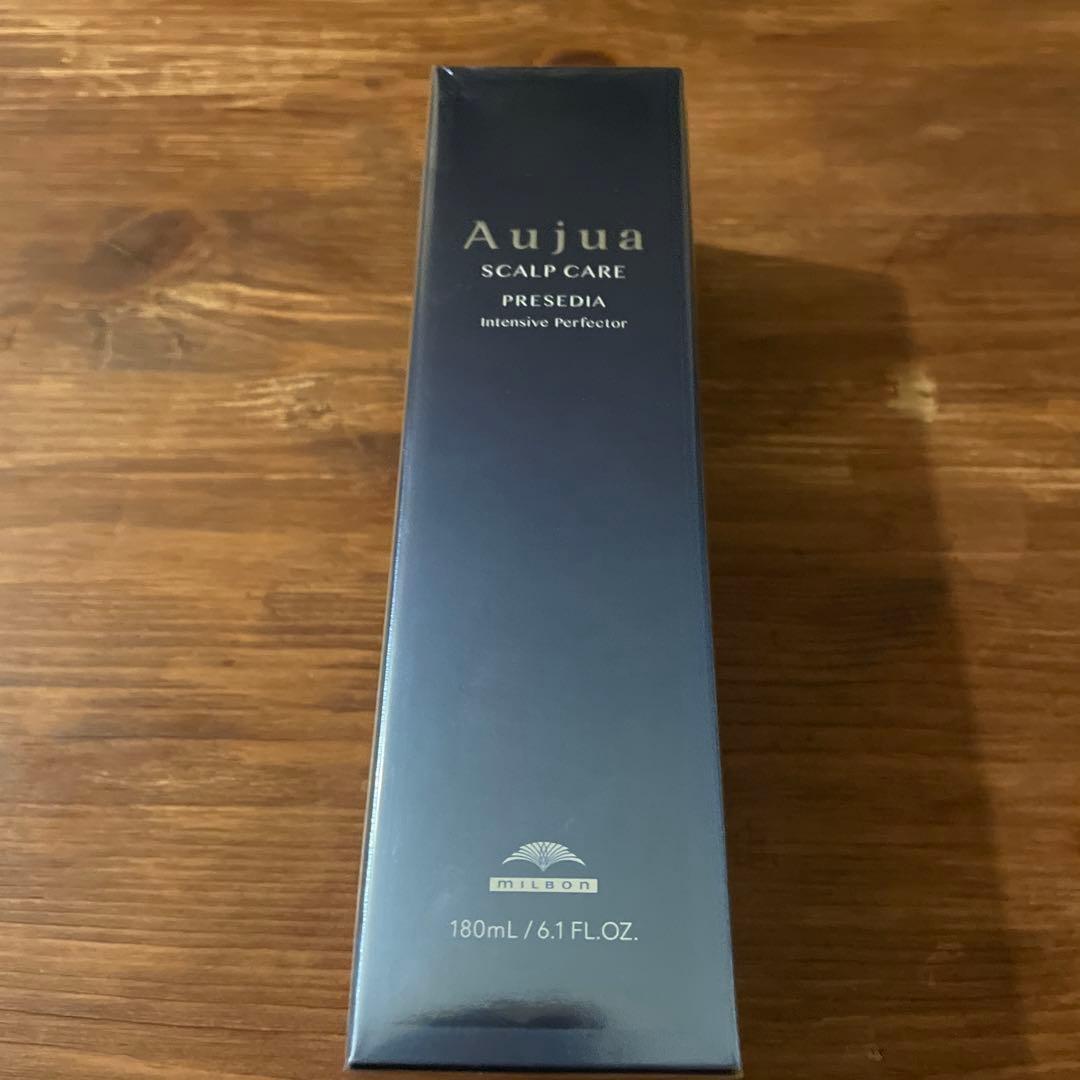 Aujua
SCALP CARE
PRESEDIA
Intensive Perfector
MILBON
180mL / 6.1 FL.OZ.